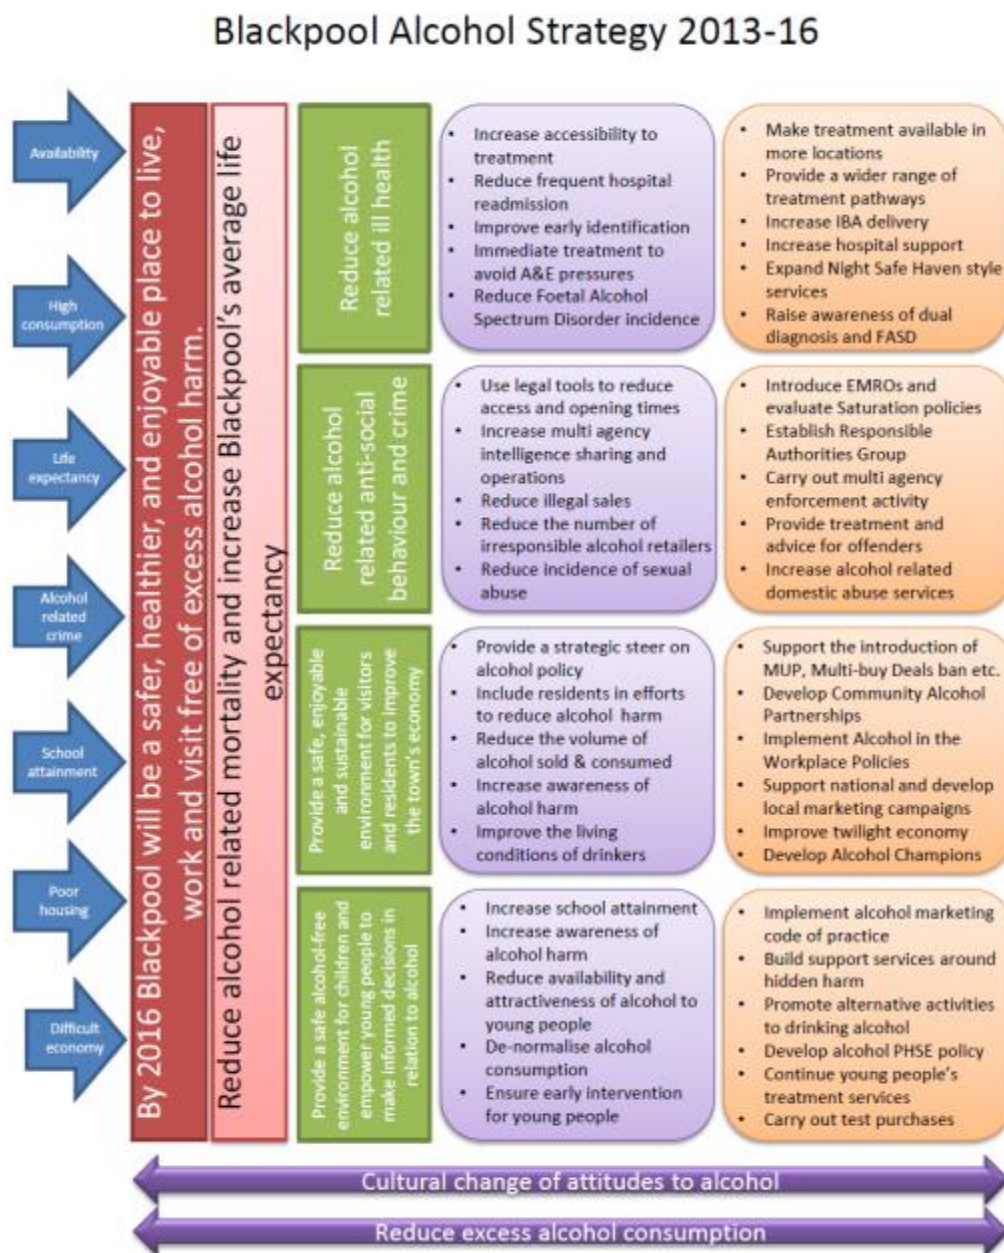 Blackpool Alcohol Strategy 2013-16
Availability
High
consumption
Life
expectancy
Alcohol
related
crime
School
attainment
Poor
housing
Difficult
economy
By 2016 Blackpool will be a safer, healthier, and enjoyable place to live,
work and visit free of excess alcohol harm.
Reduce alcohol related mortality and increase Blackpool's average life
expectancy
Reduce alcohol
related ill health
• Increase accessibility to
treatment
• Reduce frequent hospital
readmission
• Improve early identification
• Immediate treatment to
avoid A&E pressures
• Reduce Foetal Alcohol
Spectrum Disorder incidence
• Make treatment available in
more locations
• Provide a wider range of
treatment pathways
• Increase IBA delivery
• Increase hospital support
• Expand Night Safe Haven style
services
• Raise awareness of dual
diagnosis and FASD
Reduce alcohol
related anti-social
behaviour and crime
• Use legal tools to reduce
access and opening times
• Increase multi agency
intelligence sharing and
operations
• Reduce illegal sales
• Reduce the number of
irresponsible alcohol retailers
• Reduce incidence of sexual
abuse
• Introduce EMROs and
evaluate Saturation policies
• Establish Responsible
Authorities Group
• Carry out multi agency
enforcement activity
• Provide treatment and
advice for offenders
• Increase alcohol related
domestic abuse services
Provide a safe, enjoyable
and sustainable
environment for visitors
and residents to improve
the town's economy
• Provide a strategic steer on
alcohol policy
• Include residents in efforts
to reduce alcohol harm
• Reduce the volume of
alcohol sold & consumed
• Increase awareness of
alcohol harm
• Improve the living
conditions of drinkers
• Support the introduction of
MUP, Multi-buy Deals ban etc.
• Develop Community Alcohol
Partnerships
• Implement Alcohol in the
Workplace Policies
• Support national and develop
local marketing campaigns
• Improve twilight economy
• Develop Alcohol Champions
Provide a safe alcohol-free
environment for children and
empower young people to
make informed decisions in
relation to alcohol
• Increase school attainment
• Increase awareness of
alcohol harm
• Reduce availability and
attractiveness of alcohol to
young people
• De-normalise alcohol
consumption
• Ensure early intervention
for young people
• Implement alcohol marketing
code of practice
• Build support services around
hidden harm
• Promote alternative activities
to drinking alcohol
• Develop alcohol PHSE policy
• Continue young people's
treatment services
• Carry out test purchases
Cultural change of attitudes to alcohol
Reduce excess alcohol consumption